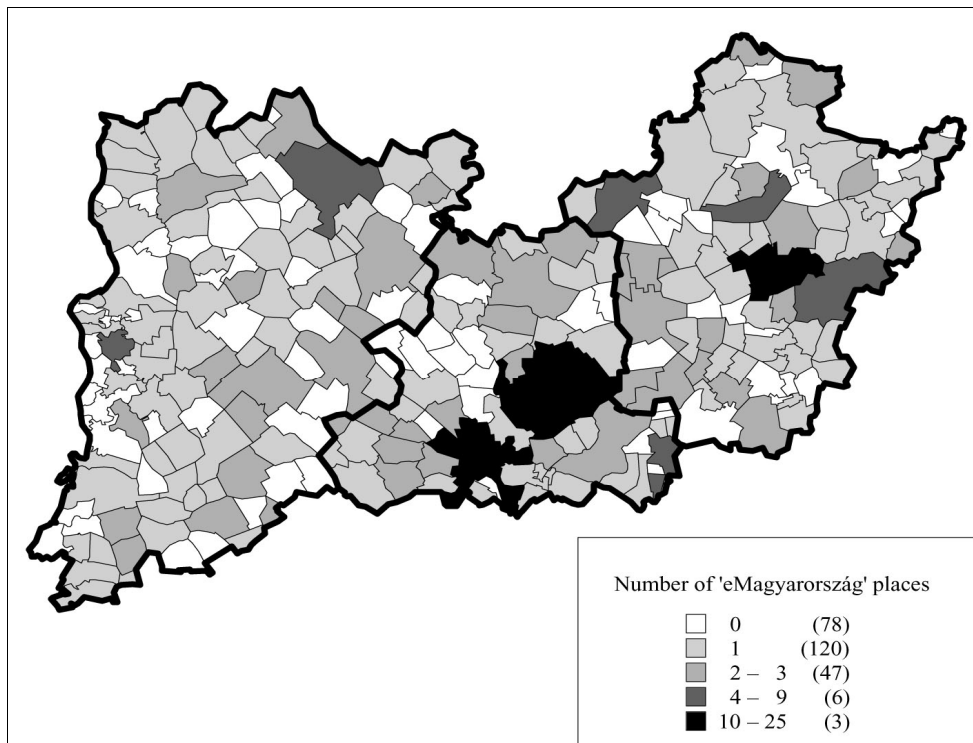 Number of 'eMagyarország' places
0 (78)
1 (120)
2 – 3 (47)
4 – 9 (6)
10 – 25 (3)